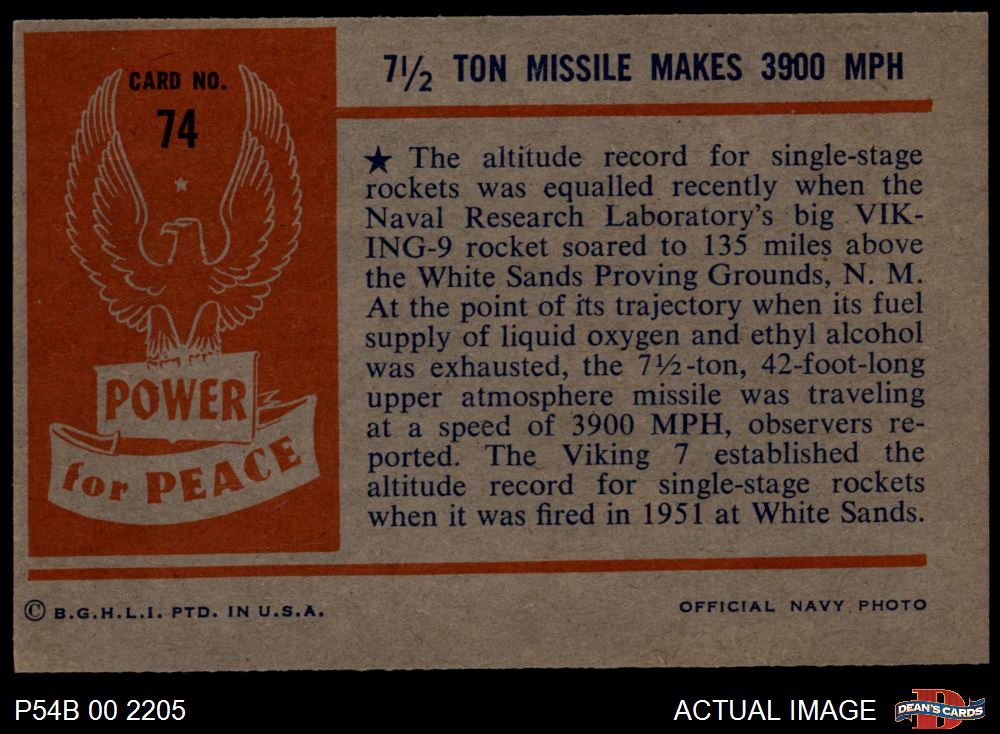 CARD NO.
74
POWER
for PEACE
7½ TON MISSILE MAKES 3900 MPH
★ The altitude record for single-stage
rockets was equalled recently when the
Naval Research Laboratory's big VIK-
ING-9 rocket soared to 135 miles above
the White Sands Proving Grounds, N. M.
At the point of its trajectory when its fuel
supply of liquid oxygen and ethyl alcohol
was exhausted, the 7½-ton, 42-foot-long
upper atmosphere missile was traveling
at a speed of 3900 MPH, observers re-
ported. The Viking 7 established the
altitude record for single-stage rockets
when it was fired in 1951 at White Sands.
© B.G.H.L.I. PTD. IN U.S.A.
OFFICIAL NAVY PHOTO
P54B 00 2205
ACTUAL IMAGE
DEAN'S CARDS